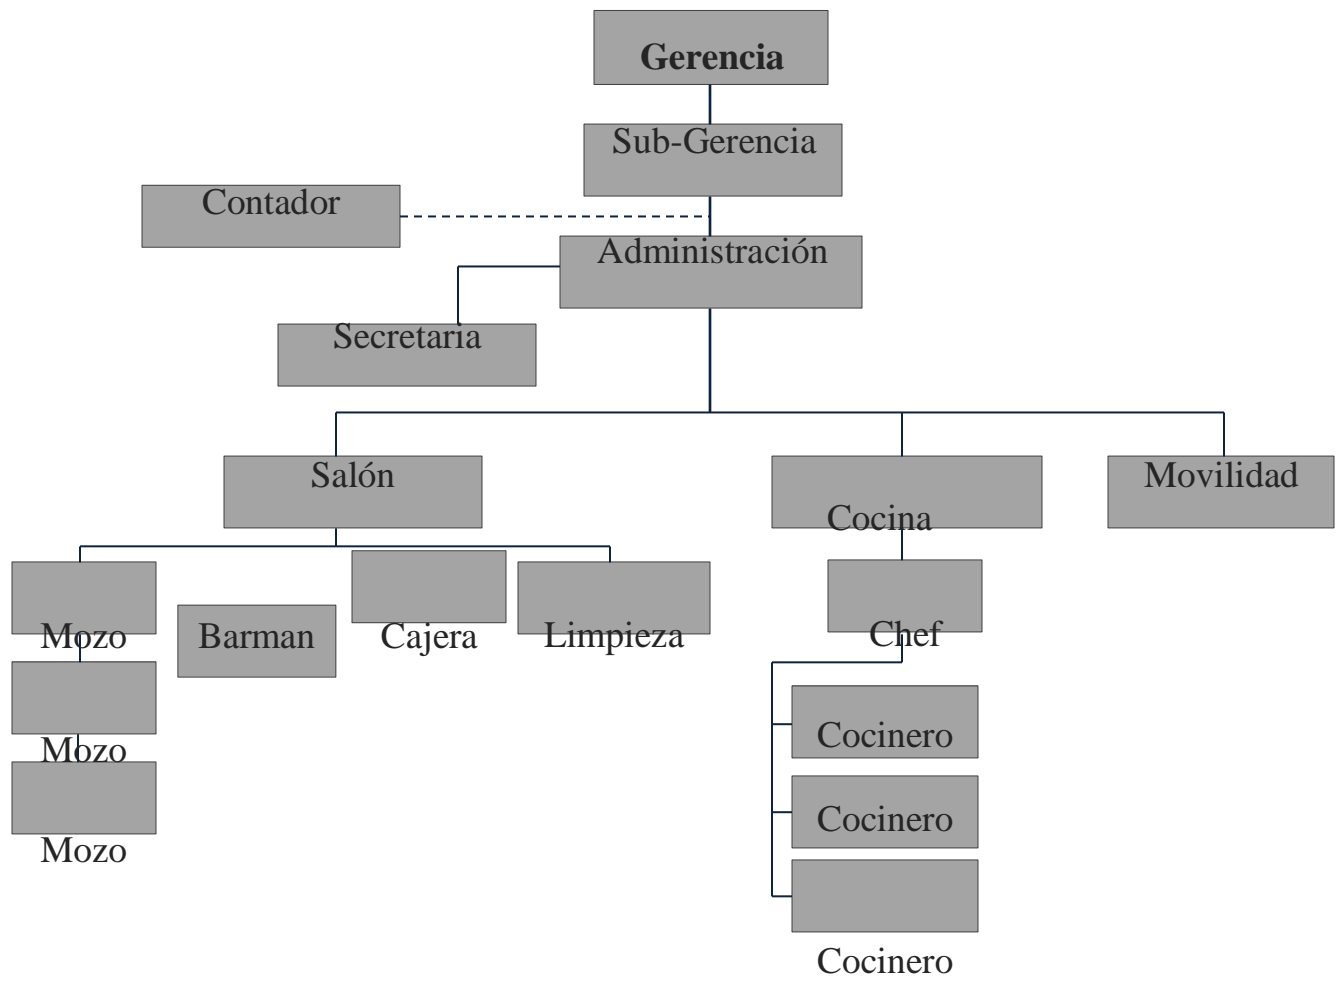 Gerencia
Sub-Gerencia
Contador
Administración
Secretaria
Salón
Cocina
Movilidad
Mozo
Barman
Cajera
Limpieza
Chef
Mozo
Mozo
Cocinero
Cocinero
Cocinero